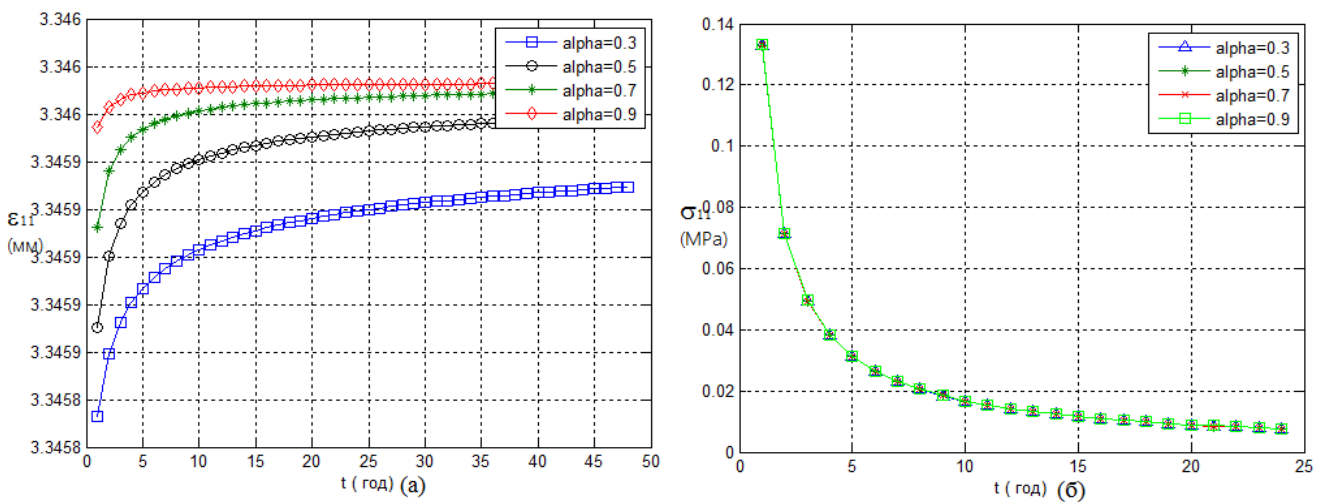 3.346
3.346
3.346
3.3459
3.3459
3.3459
3.3459
3.3459
3.3458
3.3458
ε11
(мм)
alpha=0.3
alpha=0.5
alpha=0.7
alpha=0.9
0 5 10 15 20 25 30 35 40 45 50
t ( год) (а)
0.14
0.12
0.1
0.08
0.06
0.04
0.02
0
σ11
(MPa)
alpha=0.3
alpha=0.5
alpha=0.7
alpha=0.9
0 5 10 15 20 25
t ( год) (б)